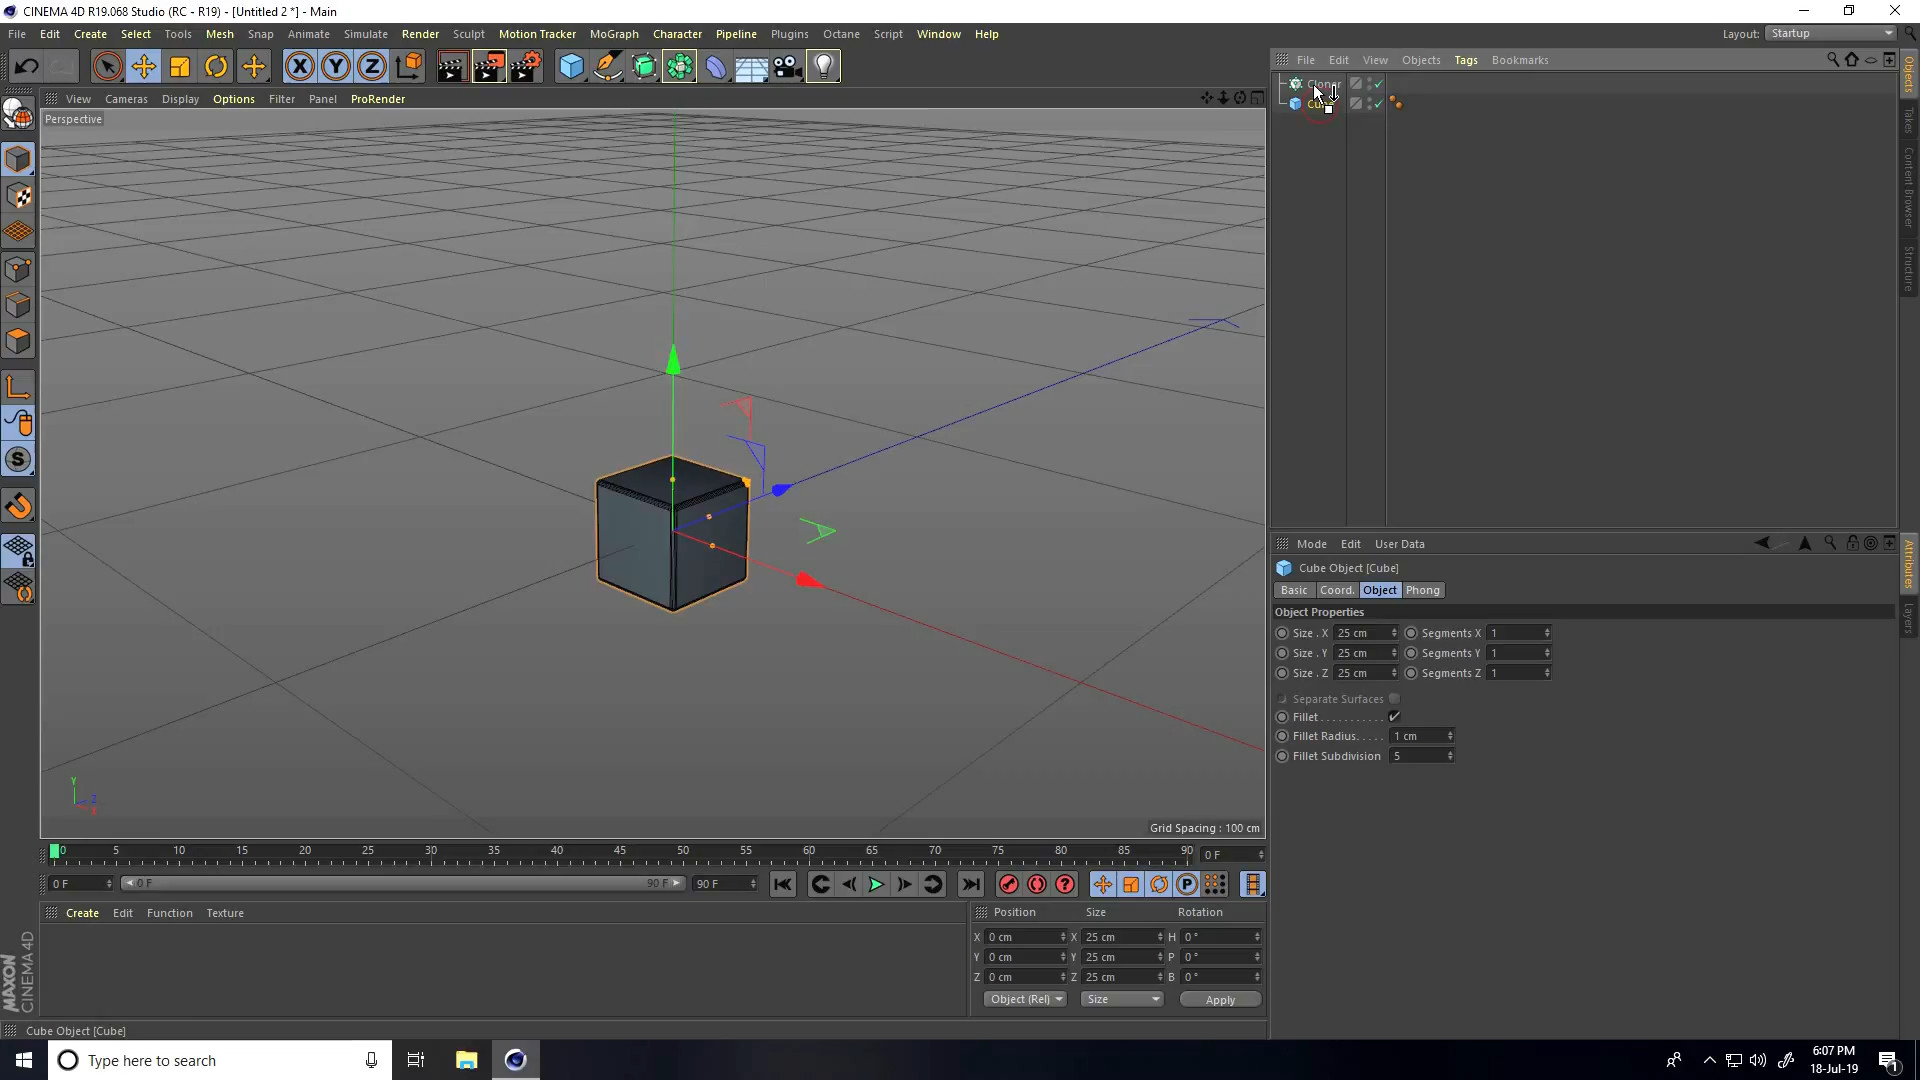 CINEMA 4D R19.068 Studio (RC - R19) - [Untitled 2 *] - Main
File Edit Create Select Tools Mesh Snap Animate Simulate Render Sculpt Motion Tracker MoGraph Character Pipeline Plugins Octane Script Window Help
Layout: Startup
View Cameras Display Options Filter Panel ProRender
Perspective
File Edit View Objects Tags Bookmarks
Cloner
Objects
Takes
Content Browser
Structure
Mode Edit User Data
Cube Object [Cube]
Basic Coord. Object Phong
Object Properties
Size . X 25 cm Segments X 1
Size . Y 25 cm Segments Y 1
Size . Z 25 cm Segments Z 1
Separate Surfaces
Fillet . . . . . . . . . . .
Fillet Radius. . . . . 1 cm
Fillet Subdivision 5
Attributes
Layers
Y
Z
X
Grid Spacing : 100 cm
0 5 10 15 20 25 30 35 40 45 50 55 60 65 70 75 80 85 90 0 F
0 F 0 F 90 F 90 F
Create Edit Function Texture
Position Size Rotation
X 0 cm X 25 cm H 0 °
Y 0 cm Y 25 cm P 0 °
Z 0 cm Z 25 cm B 0 °
Object (Rel) Size Apply
MAXON
CINEMA 4D
Cube Object [Cube]
Type here to search
6:07 PM
18-Jul-19
1